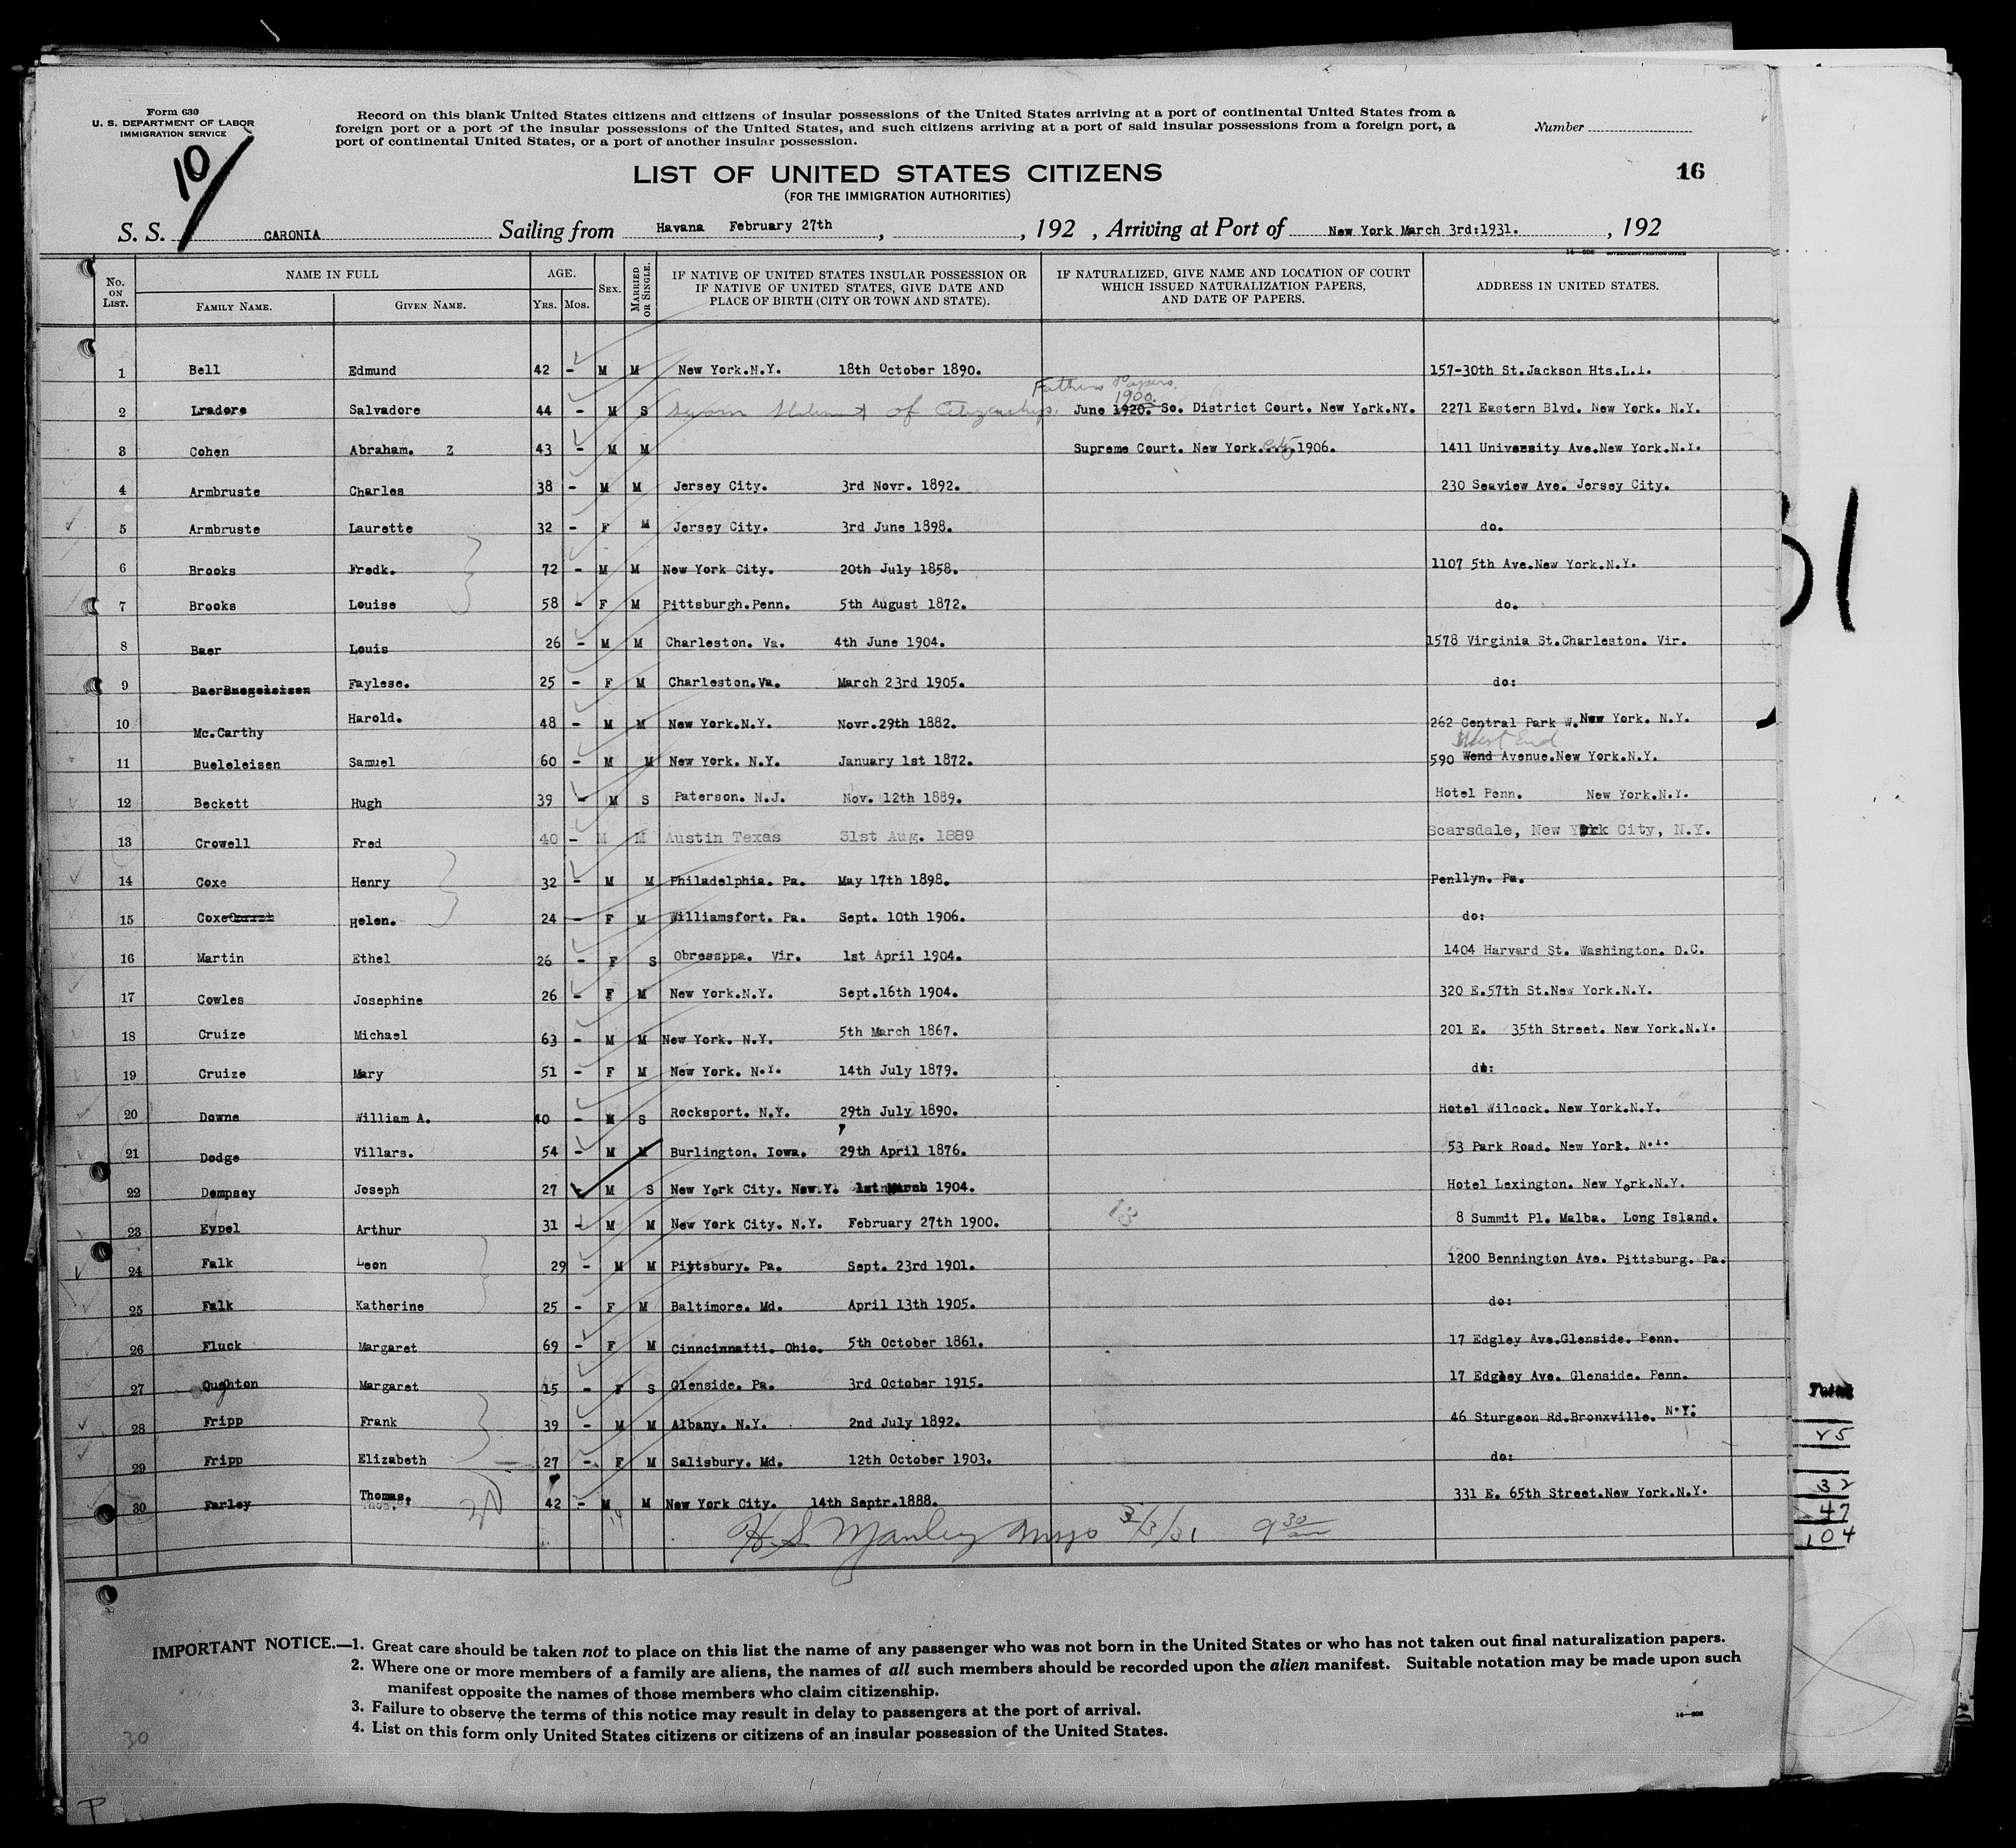 Form 630
U. S. DEPARTMENT OF LABOR
IMMIGRATION SERVICE
10
Record on this blank United States citizens and citizens of insular possessions of the United States arriving at a port of continental United States from a
foreign port or a port of the insular possessions of the United States, and such citizens arriving at a port of said insular possessions from a foreign port, a
port of continental United States, or a port of another insular possession.
Number
LIST OF UNITED STATES CITIZENS
(FOR THE IMMIGRATION AUTHORITIES)
16
S. S. CARONIA Sailing from Havana February 27th , , 192 , Arriving at Port of New York March 3rd:1931. , 192
No. ON LIST. NAME IN FULL FAMILY NAME. GIVEN NAME. AGE. YRS. MOS. SEX. MARRIED OR SINGLE. IF NATIVE OF UNITED STATES INSULAR POSSESSION OR IF NATIVE OF UNITED STATES, GIVE DATE AND PLACE OF BIRTH (CITY OR TOWN AND STATE). IF NATURALIZED, GIVE NAME AND LOCATION OF COURT WHICH ISSUED NATURALIZATION PAPERS, AND DATE OF PAPERS. ADDRESS IN UNITED STATES.
1 Bell Edmund 42 - M M New York.N.Y. 18th October 1890. 157-30th St.Jackson Hts.L.I.
Fathers Papers.
1900.
2 Iradore Salvadore 44 - M S Sworn Statement of Citizenship. June 1920. So. District Court. New York.NY. 2271 Eastern Blvd. New York. N.Y.
3 Cohen Abraham. Z 43 - M M Supreme Court. New York. City 1906. 1411 University Ave.New York.N.Y.
4 Armbruste Charles 38 - M M Jersey City. 3rd Novr. 1892. 230 Seaview Ave. Jersey City.
5 Armbruste Laurette 32 - F M Jersey City. 3rd June 1898. do.
6 Brooks Fredk. 72 - M M New York City. 20th July 1858. 1107 5th Ave.New York.N.Y.
7 Brooks Louise 58 - F M Pittsburgh.Penn. 5th August 1872. do.
8 Baer Louis 26 - M M Charleston. Va. 4th June 1904. 1578 Virginia St.Charleston. Vir.
9 Baer Faylese. 25 - F M Charleston.Va. March 23rd 1905. do:
10 Mc.Carthy Harold. 48 - M M New York.N.Y. Novr.29th 1882. 262 Central Park W.New York. N.Y.
West End
11 Bueleleisen Samuel 60 - M M New York. N.Y. January 1st 1872. 590 Wend Avenue.New York.N.Y.
12 Beckett Hugh 39 - M S Paterson. N.J. Nov. 12th 1889. Hotel Penn. New York.N.Y.
13 Crowell Fred 40 - M M Austin Texas 31st Aug. 1889 Scarsdale, New York City, N.Y.
14 Coxe Henry 32 - M M Philadelphia. Pa. May 17th 1898. Penllyn. Pa.
15 Coxe Helen. 24 - F M Williamsfort. Pa. Sept. 10th 1906. do:
16 Martin Ethel 26 - F S Obressppa. Vir. 1st April 1904. 1404 Harvard St. Washington. D.C.
17 Cowles Josephine 26 - F M New York.N.Y. Sept.16th 1904. 320 E.57th St.New York.N.Y.
18 Cruize Michael 63 - M M New York. N.Y. 5th March 1867. 201 E. 35th Street. New York.N.Y.
19 Cruize Mary 51 - F M New York. N.Y. 14th July 1879. do:
20 Downe William A. 40 - M S Rocksport. N.Y. 29th July 1890. Hotel Wilcock. New York.N.Y.
21 Dodge Villars. 54 - M M Burlington. Iowa. 29th April 1876. 53 Park Road. New York. N.Y.
22 Dempsey Joseph 27 - M S New York City. New.Y. 1st March 1904. Hotel Lexington. New York.N.Y.
23 Eypel Arthur 31 - M M New York City. N.Y. February 27th 1900. 13 8 Summit Pl. Malba. Long Island.
24 Falk Leon 29 - M M Pittsbury. Pa. Sept. 23rd 1901. 1200 Bennington Ave. Pittsburg. Pa.
25 Falk Katherine 25 - F M Baltimore. Md. April 13th 1905. do:
26 Fluck Margaret 69 - F M Cinncinnatti. Ohio. 5th October 1861. 17 Edgley Ave.Glenside. Penn.
27 Oughton Margaret 15 - F S Glenside. Pa. 3rd October 1915. 17 Edgley Ave. Glenside. Penn.
28 Fripp Frank 39 - M M Albany. N.Y. 2nd July 1892. 46 Sturgeon Rd.Bronxville. N.Y.
29 Fripp Elizabeth 27 - F M Salisbury. Md. 12th October 1903. do:
30 Farley Thomas. 42 - M M New York City. 14th Septr.1888. 331 E. 65th Street.New York.N.Y.
H.S. Manley 3/3/31 9 30 am
Total
25
32
47
104
IMPORTANT NOTICE.—1. Great care should be taken not to place on this list the name of any passenger who was not born in the United States or who has not taken out final naturalization papers.
2. Where one or more members of a family are aliens, the names of all such members should be recorded upon the alien manifest. Suitable notation may be made upon such
manifest opposite the names of those members who claim citizenship.
3. Failure to observe the terms of this notice may result in delay to passengers at the port of arrival.
4. List on this form only United States citizens or citizens of an insular possession of the United States.
30